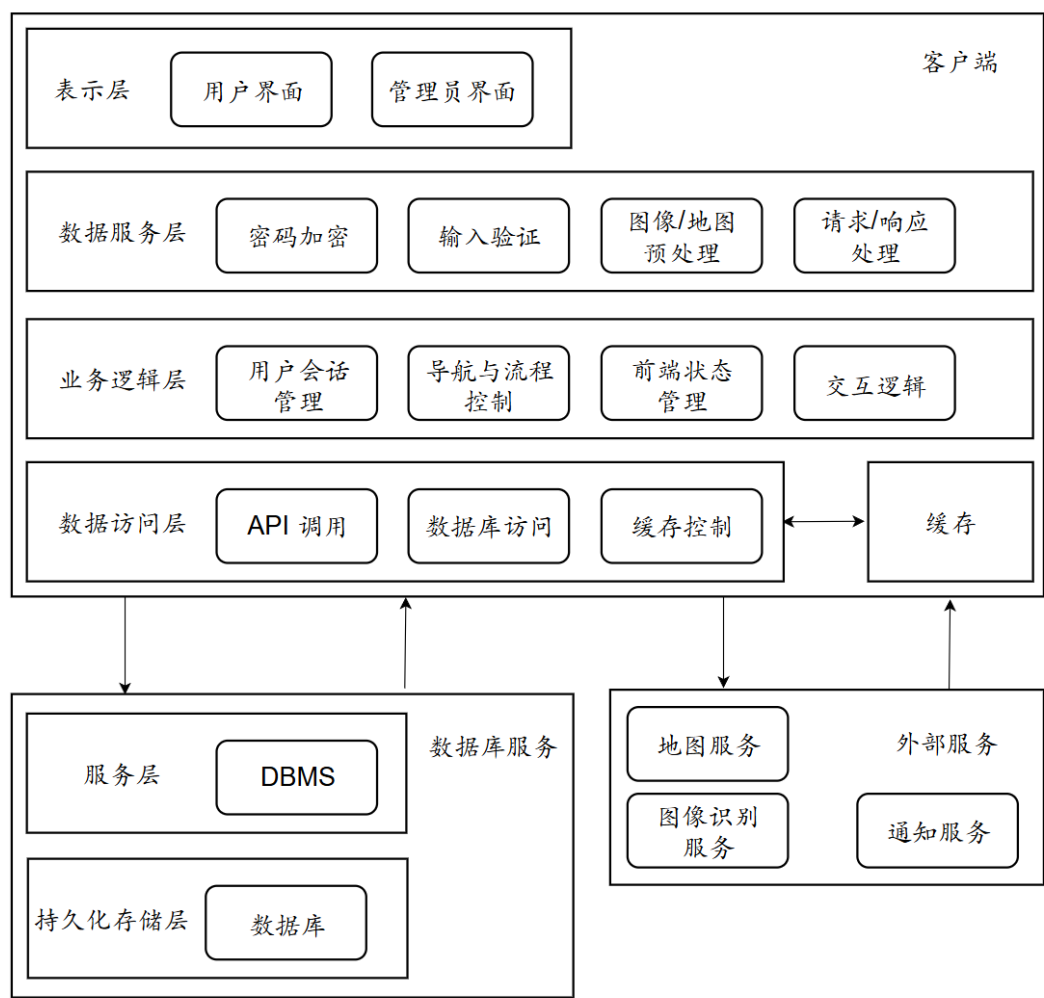 客户端
表示层
用户界面
管理员界面
数据服务层
密码加密
输入验证
图像/地图
预处理
请求/响应
处理
业务逻辑层
用户会话
管理
导航与流程
控制
前端状态
管理
交互逻辑
数据访问层
API 调用
数据库访问
缓存控制
缓存
数据库服务
服务层
DBMS
持久化存储层
数据库
外部服务
地图服务
图像识别
服务
通知服务